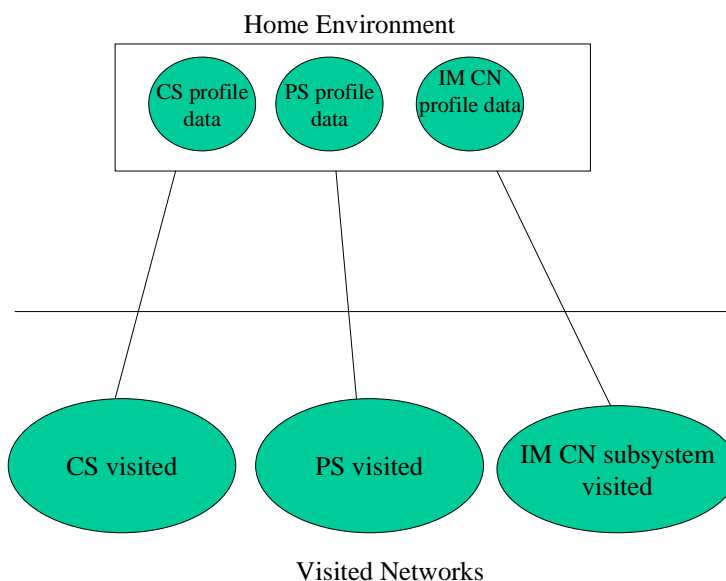 Home Environment
CS profile
data
PS profile
data
IM CN
profile data
CS visited
PS visited
IM CN subsystem
visited
Visited Networks